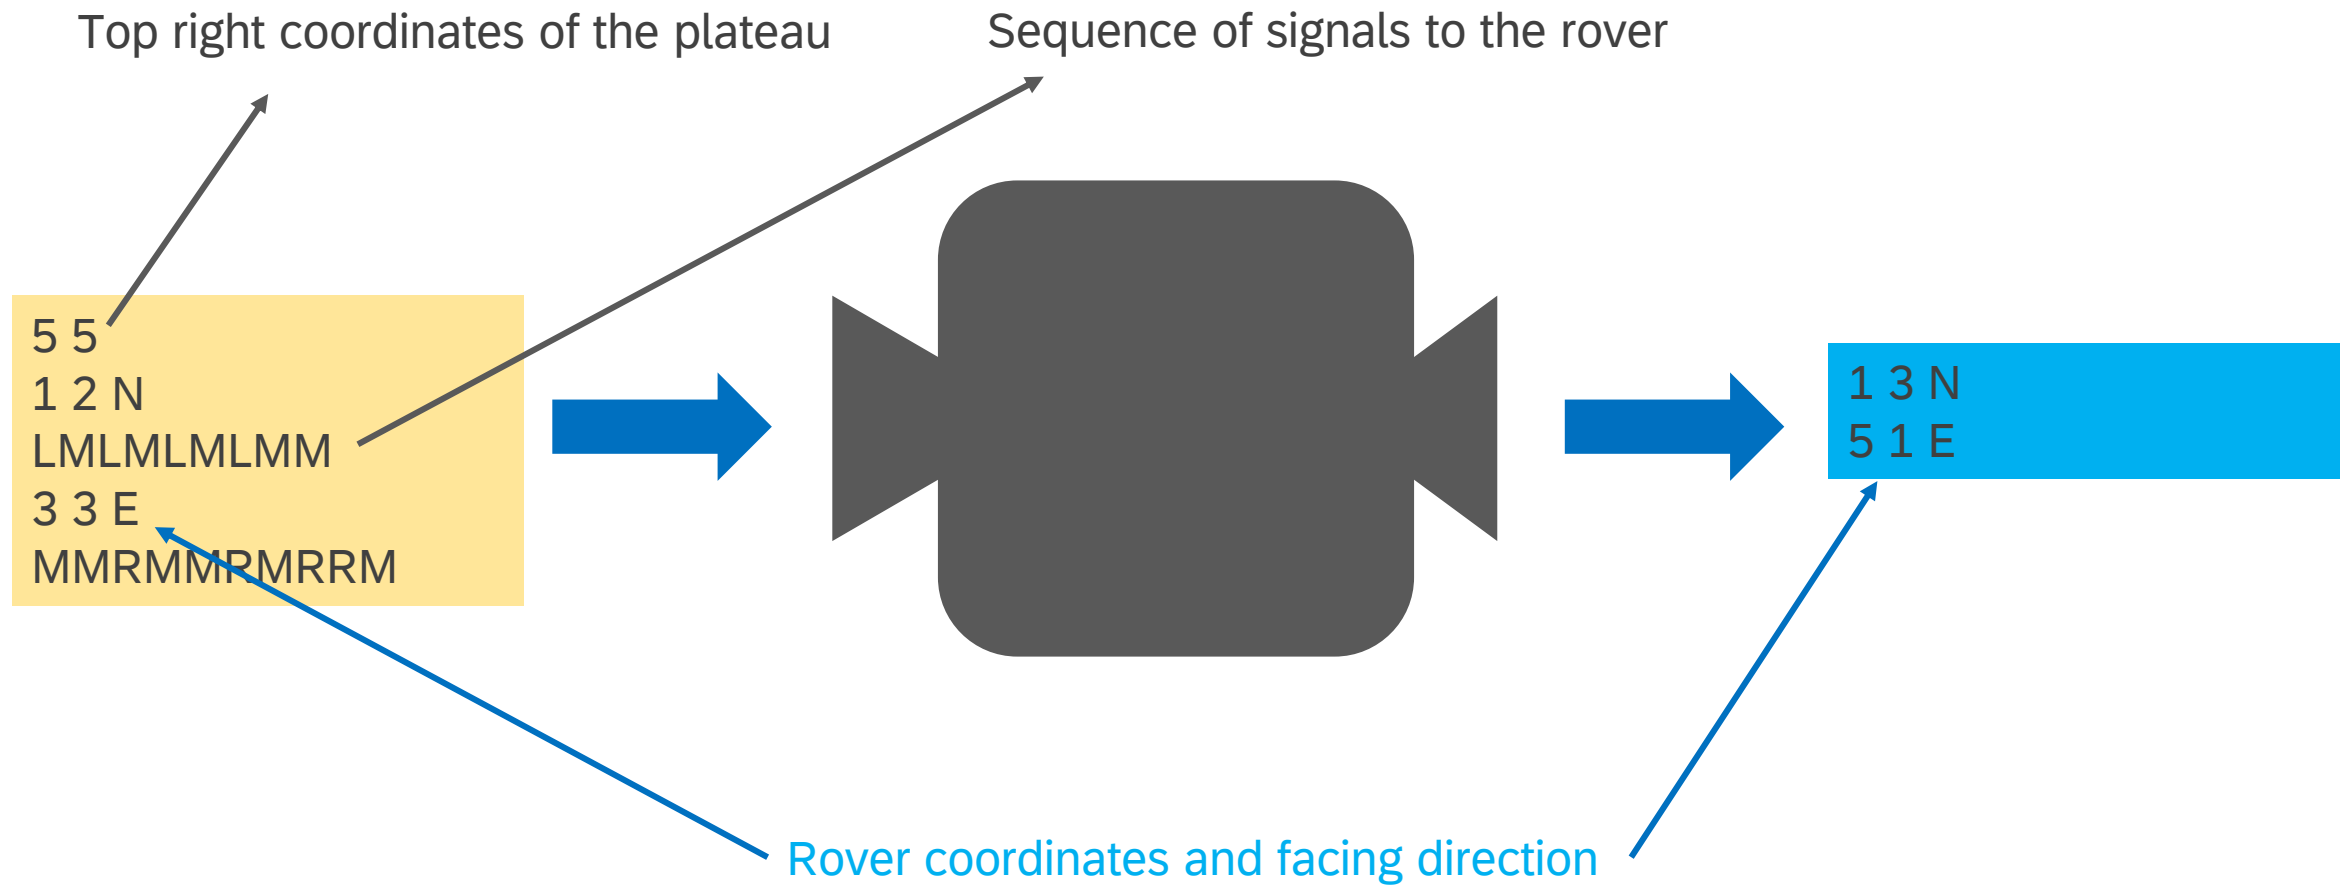 Top right coordinates of the plateau
Sequence of signals to the rover
5 5
1 2 N
LMLMLMLMM
3 3 E
MMRMMRMRRM
1 3 N
5 1 E
Rover coordinates and facing direction